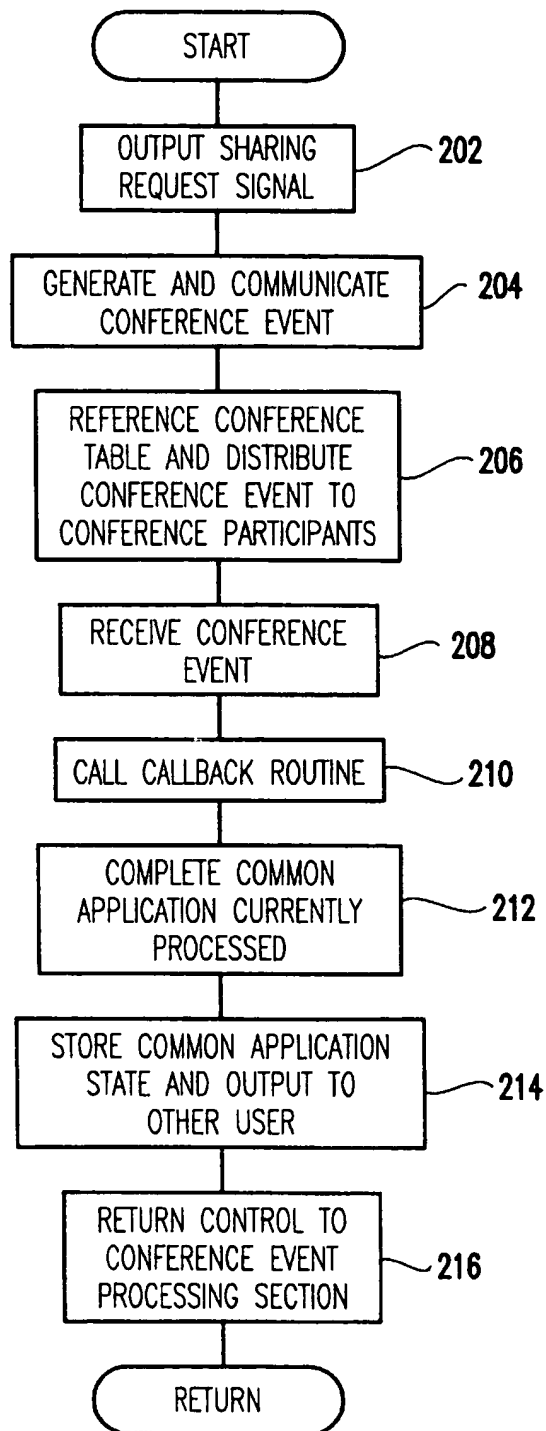 START
OUTPUT SHARING
REQUEST SIGNAL
202
GENERATE AND COMMUNICATE
CONFERENCE EVENT
204
REFERENCE CONFERENCE
TABLE AND DISTRIBUTE
CONFERENCE EVENT TO
CONFERENCE PARTICIPANTS
206
RECEIVE CONFERENCE
EVENT
208
CALL CALLBACK ROUTINE
210
COMPLETE COMMON
APPLICATION CURRENTLY
PROCESSED
212
STORE COMMON APPLICATION
STATE AND OUTPUT TO
OTHER USER
214
RETURN CONTROL TO
CONFERENCE EVENT
PROCESSING SECTION
216
RETURN